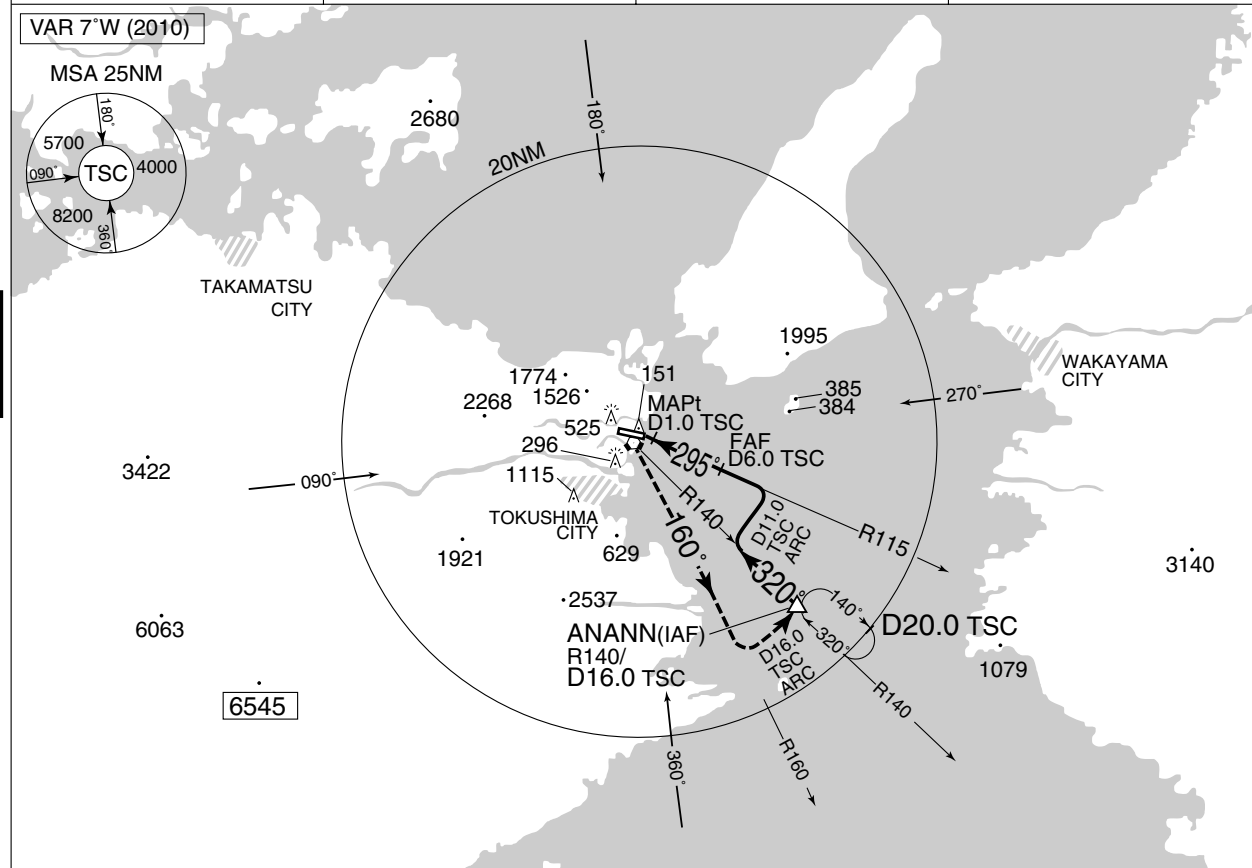 VAR 7°W (2010)
MSA 25NM
180°
5700
4000
090°
TSC
8200
360°
2680
180°
20NM
TAKAMATSU
CITY
1995
WAKAYAMA
CITY
1774
151
1526
385
2268
MAPt
384
270°
525
D1.0 TSC
296
FAF
D6.0 TSC
295°
3422
1115
090°
R140
TOKUSHIMA
CITY
D11.0
TSC
ARC
R115
160°
1921
629
3140
320°
2537
140°
6063
ANANN(IAF)
R140/
D16.0 TSC
D20.0 TSC
320°
D16.0
TSC
ARC
1079
6545
R140
R160
360°